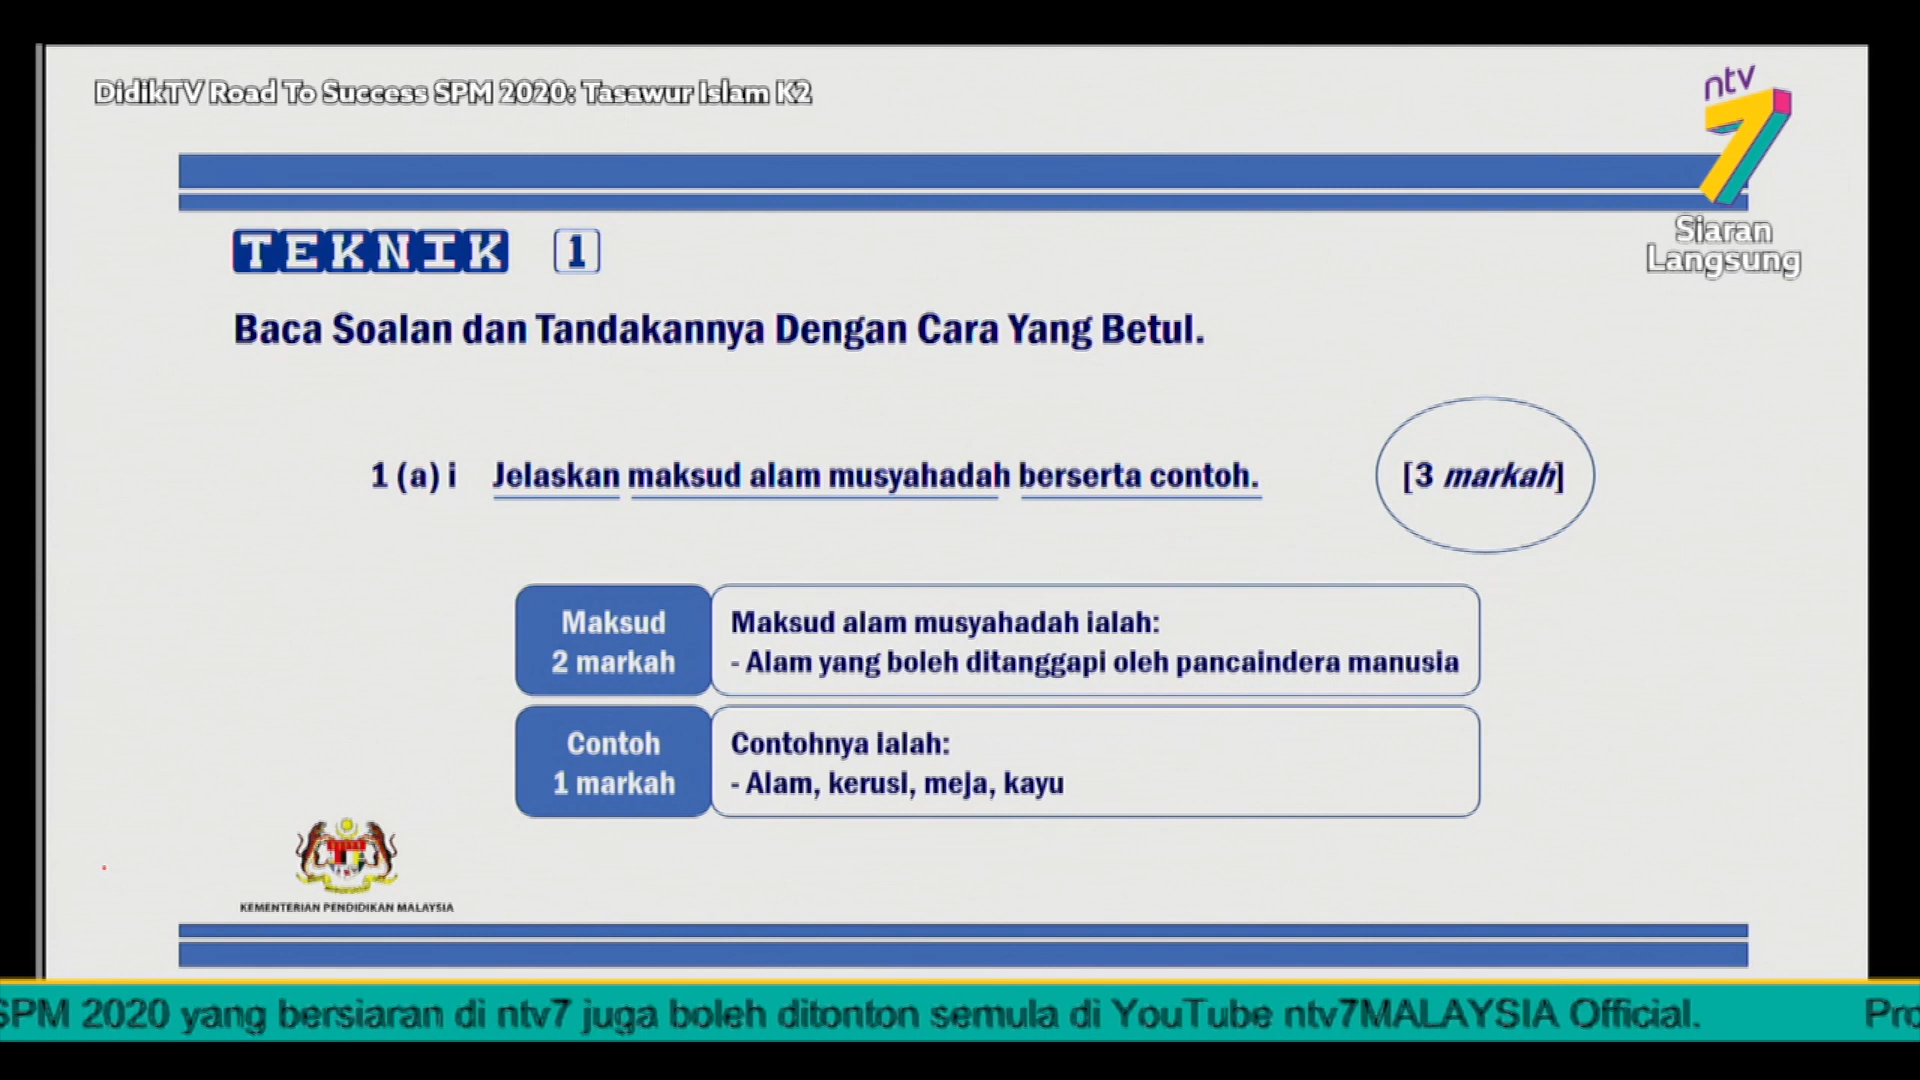 DidikTV Road To Success SPM 2020: Tasawur Islam K2
ntv
7
Siaran
Langsung
TEKNIK 1
Baca Soalan dan Tandakannya Dengan Cara Yang Betul.
1 (a) i Jelaskan maksud alam musyahadah berserta contoh. [3 markah]
Maksud
2 markah
Maksud alam musyahadah ialah:
- Alam yang boleh ditanggapi oleh pancaindera manusia
Contoh
1 markah
Contohnya ialah:
- Alam, kerusi, meja, kayu
KEMENTERIAN PENDIDIKAN MALAYSIA
SPM 2020 yang bersiaran di ntv7 juga boleh ditonton semula di YouTube ntv7MALAYSIA Official.